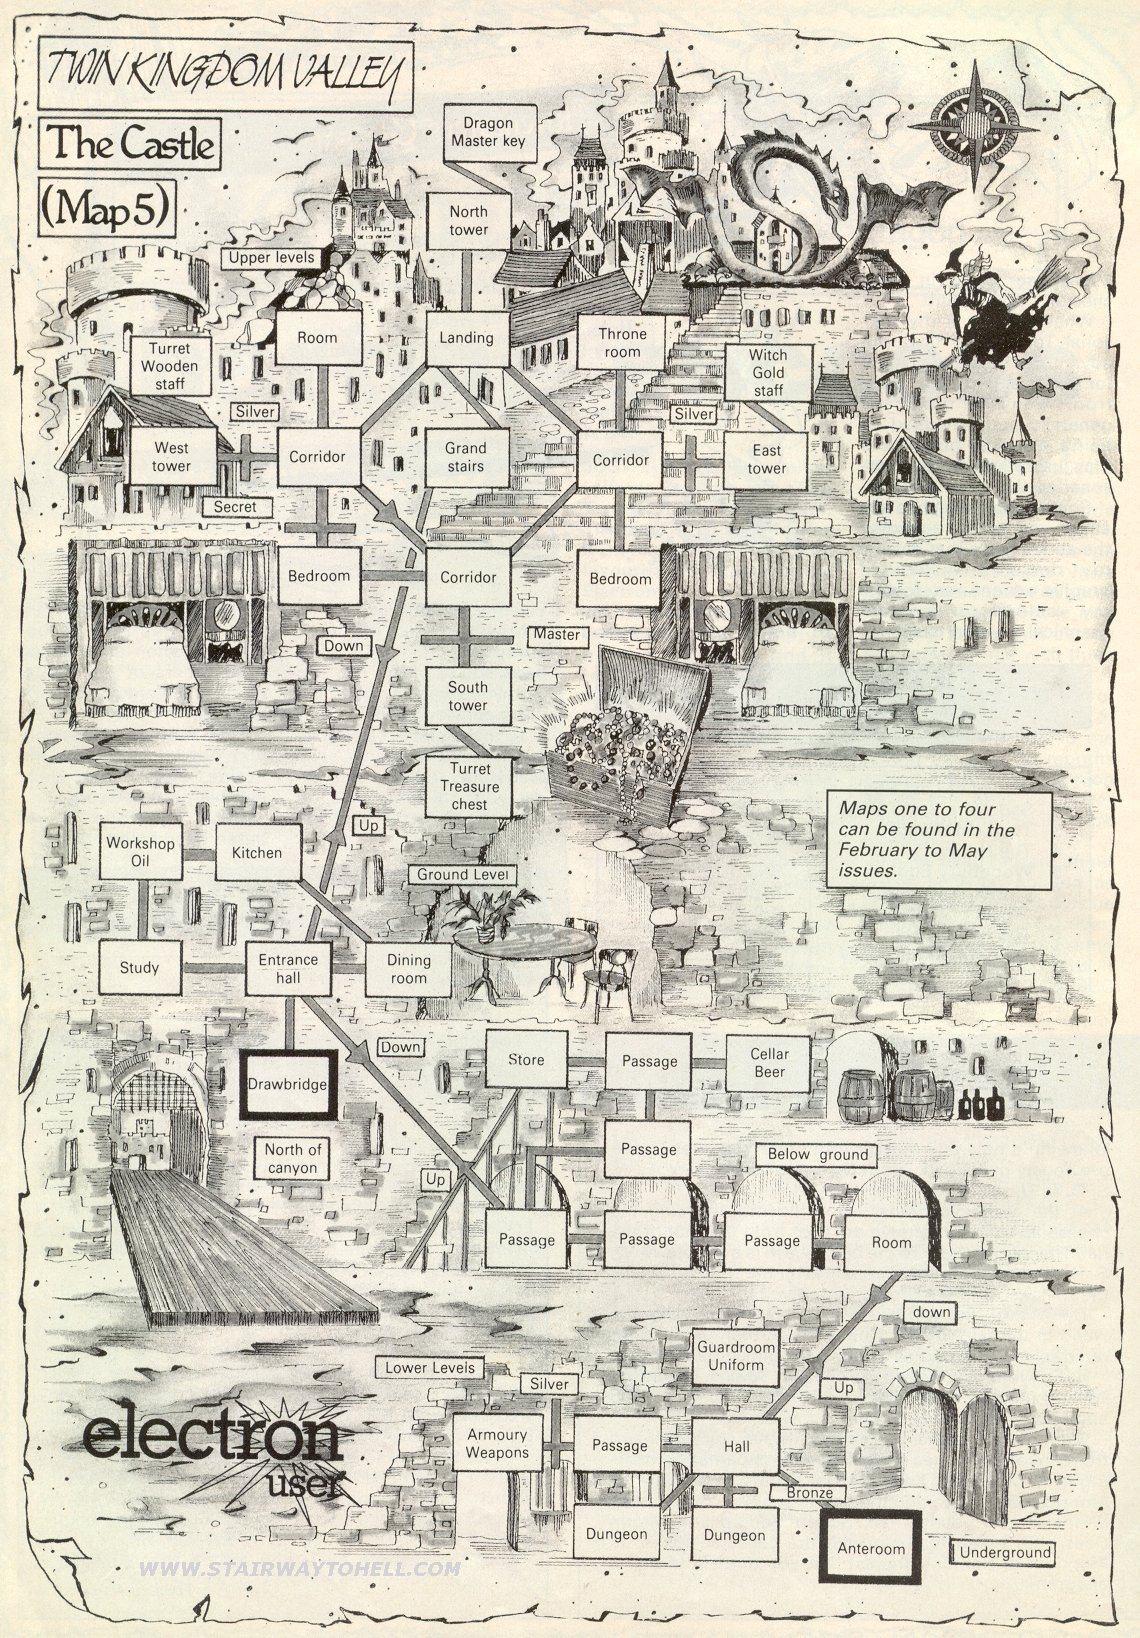 TWIN KINGDOM VALLEY
The Castle
(Map 5)
Dragon
Master key
North
tower
Upper levels
Room
Landing
Throne
room
Turret
Wooden
staff
Witch
Gold
staff
Silver
Silver
West
tower
Corridor
Grand
stairs
Corridor
East
tower
Secret
Bedroom
Corridor
Bedroom
Down
Master
South
tower
Turret
Treasure
chest
Up
Maps one to four
can be found in the
February to May
issues.
Workshop
Oil
Kitchen
Ground Level
Study
Entrance
hall
Dining
room
Down
Store
Passage
Cellar
Beer
Drawbridge
North of
canyon
Passage
Below ground
Up
Passage
Passage
Passage
Room
down
Guardroom
Uniform
Lower Levels
Silver
Up
electron
user
Armoury
Weapons
Passage
Hall
Bronze
Dungeon
Dungeon
Anteroom
Underground
WWW.STAIRWAYTOHELL.COM